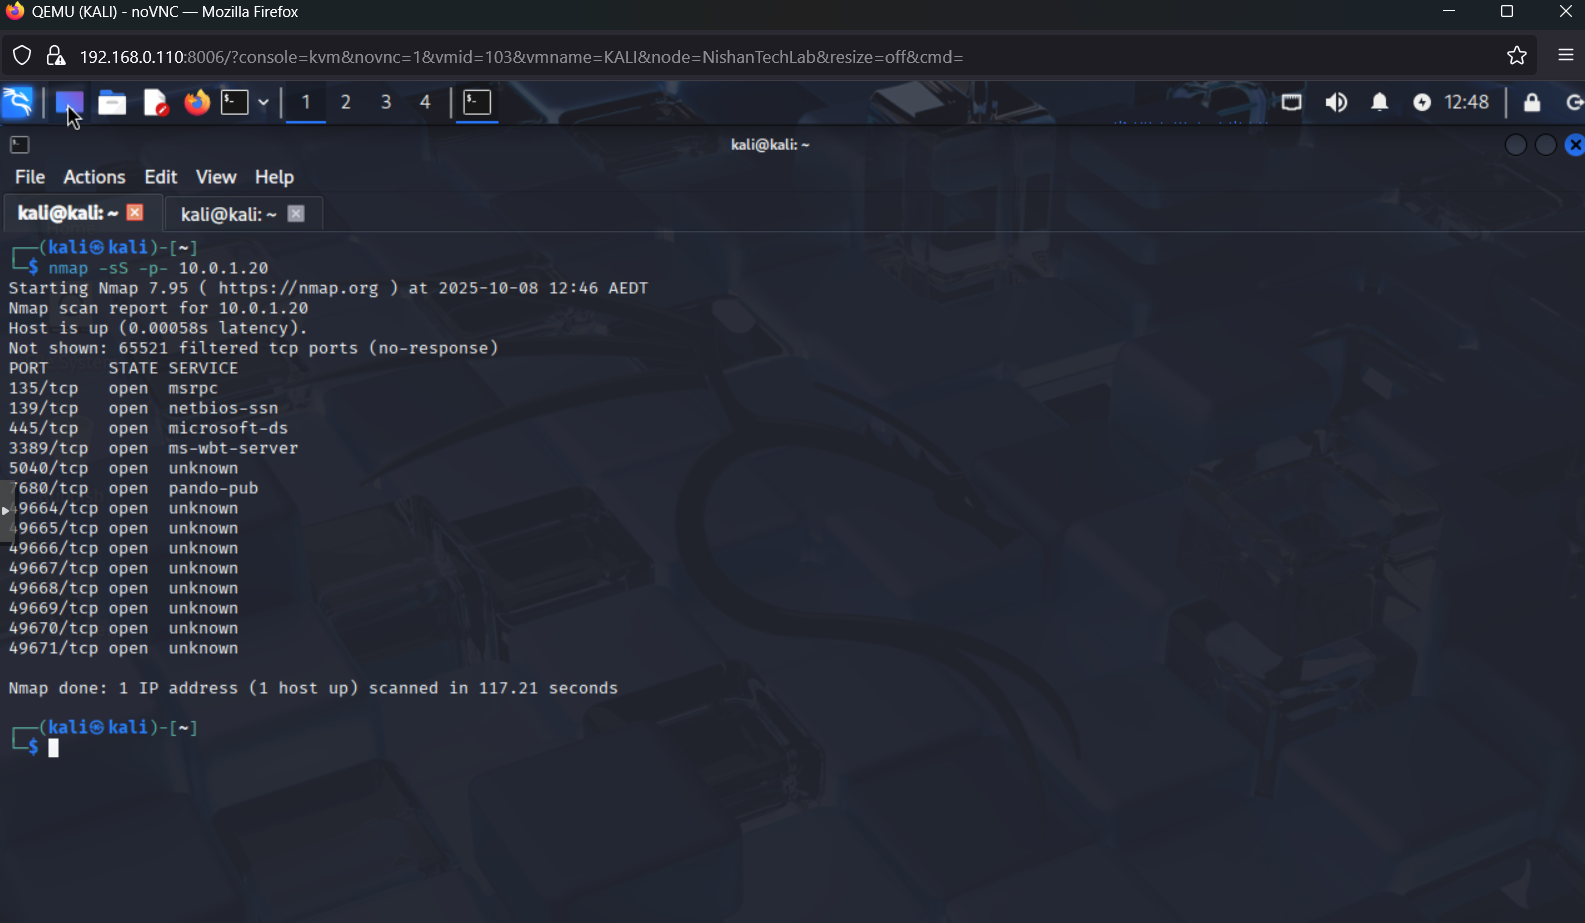 QEMU (KALI) - noVNC — Mozilla Firefox
192.168.0.110:8006/?console=kvm&novnc=1&vmid=103&vmname=KALI&node=NishanTechLab&resize=off&cmd=
1 2 3 4 12:48
kali@kali: ~
File Actions Edit View Help
kali@kali: ~ kali@kali: ~
┌──(kali㉿kali)-[~]
└─$ nmap -sS -p- 10.0.1.20
Starting Nmap 7.95 ( https://nmap.org ) at 2025-10-08 12:46 AEDT
Nmap scan report for 10.0.1.20
Host is up (0.00058s latency).
Not shown: 65521 filtered tcp ports (no-response)
PORT STATE SERVICE
135/tcp open msrpc
139/tcp open netbios-ssn
445/tcp open microsoft-ds
3389/tcp open ms-wbt-server
5040/tcp open unknown
7680/tcp open pando-pub
49664/tcp open unknown
49665/tcp open unknown
49666/tcp open unknown
49667/tcp open unknown
49668/tcp open unknown
49669/tcp open unknown
49670/tcp open unknown
49671/tcp open unknown
Nmap done: 1 IP address (1 host up) scanned in 117.21 seconds
┌──(kali㉿kali)-[~]
└─$